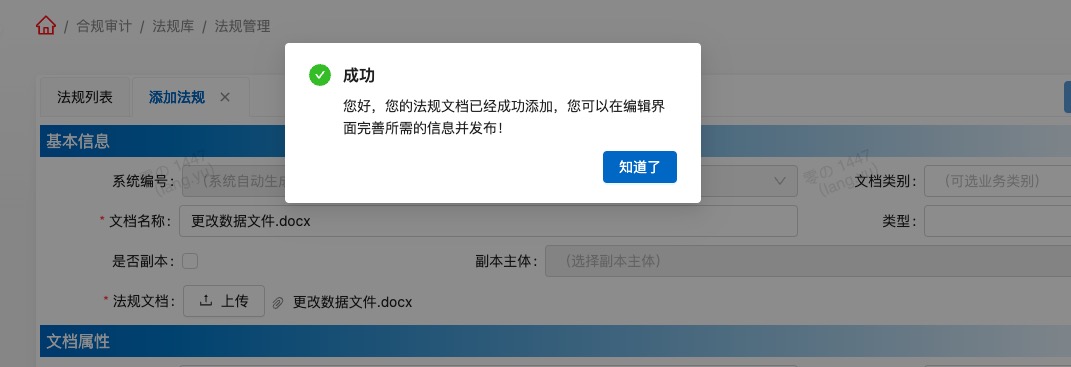 / 合规审计 / 法规库 / 法规管理
成功
您好，您的法规文档已经成功添加，您可以在编辑界
面完善所需的信息并发布！
知道了
法规列表 添加法规 ×
基本信息
系统编号： （系统自动生成 文档类别： （可选业务类别）
* 文档名称： 更改数据文件.docx 类型：
是否副本： 副本主体： （选择副本主体）
* 法规文档： 上传 更改数据文件.docx
文档属性
零の 1447
(jiang.yu)
零の 1447
(jiang.yu)